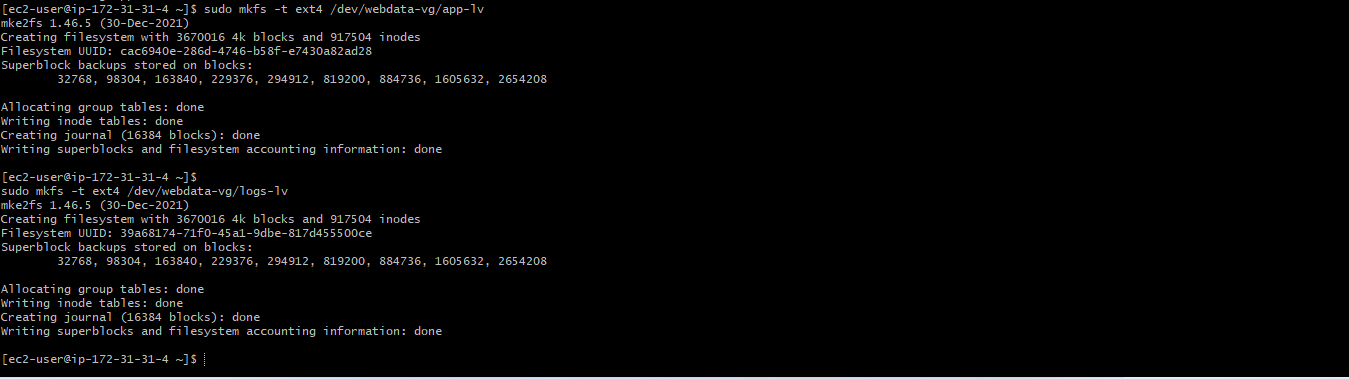 [ec2-user@ip-172-31-31-4 ~]$ sudo mkfs -t ext4 /dev/webdata-vg/app-lv
mke2fs 1.46.5 (30-Dec-2021)
Creating filesystem with 3670016 4k blocks and 917504 inodes
Filesystem UUID: cac6940e-286d-4746-b58f-e7430a82ad28
Superblock backups stored on blocks:
        32768, 98304, 163840, 229376, 294912, 819200, 884736, 1605632, 2654208

Allocating group tables: done
Writing inode tables: done
Creating journal (16384 blocks): done
Writing superblocks and filesystem accounting information: done

[ec2-user@ip-172-31-31-4 ~]$
sudo mkfs -t ext4 /dev/webdata-vg/logs-lv
mke2fs 1.46.5 (30-Dec-2021)
Creating filesystem with 3670016 4k blocks and 917504 inodes
Filesystem UUID: 39a68174-71f0-45a1-9dbe-817d455500ce
Superblock backups stored on blocks:
        32768, 98304, 163840, 229376, 294912, 819200, 884736, 1605632, 2654208

Allocating group tables: done
Writing inode tables: done
Creating journal (16384 blocks): done
Writing superblocks and filesystem accounting information: done

[ec2-user@ip-172-31-31-4 ~]$